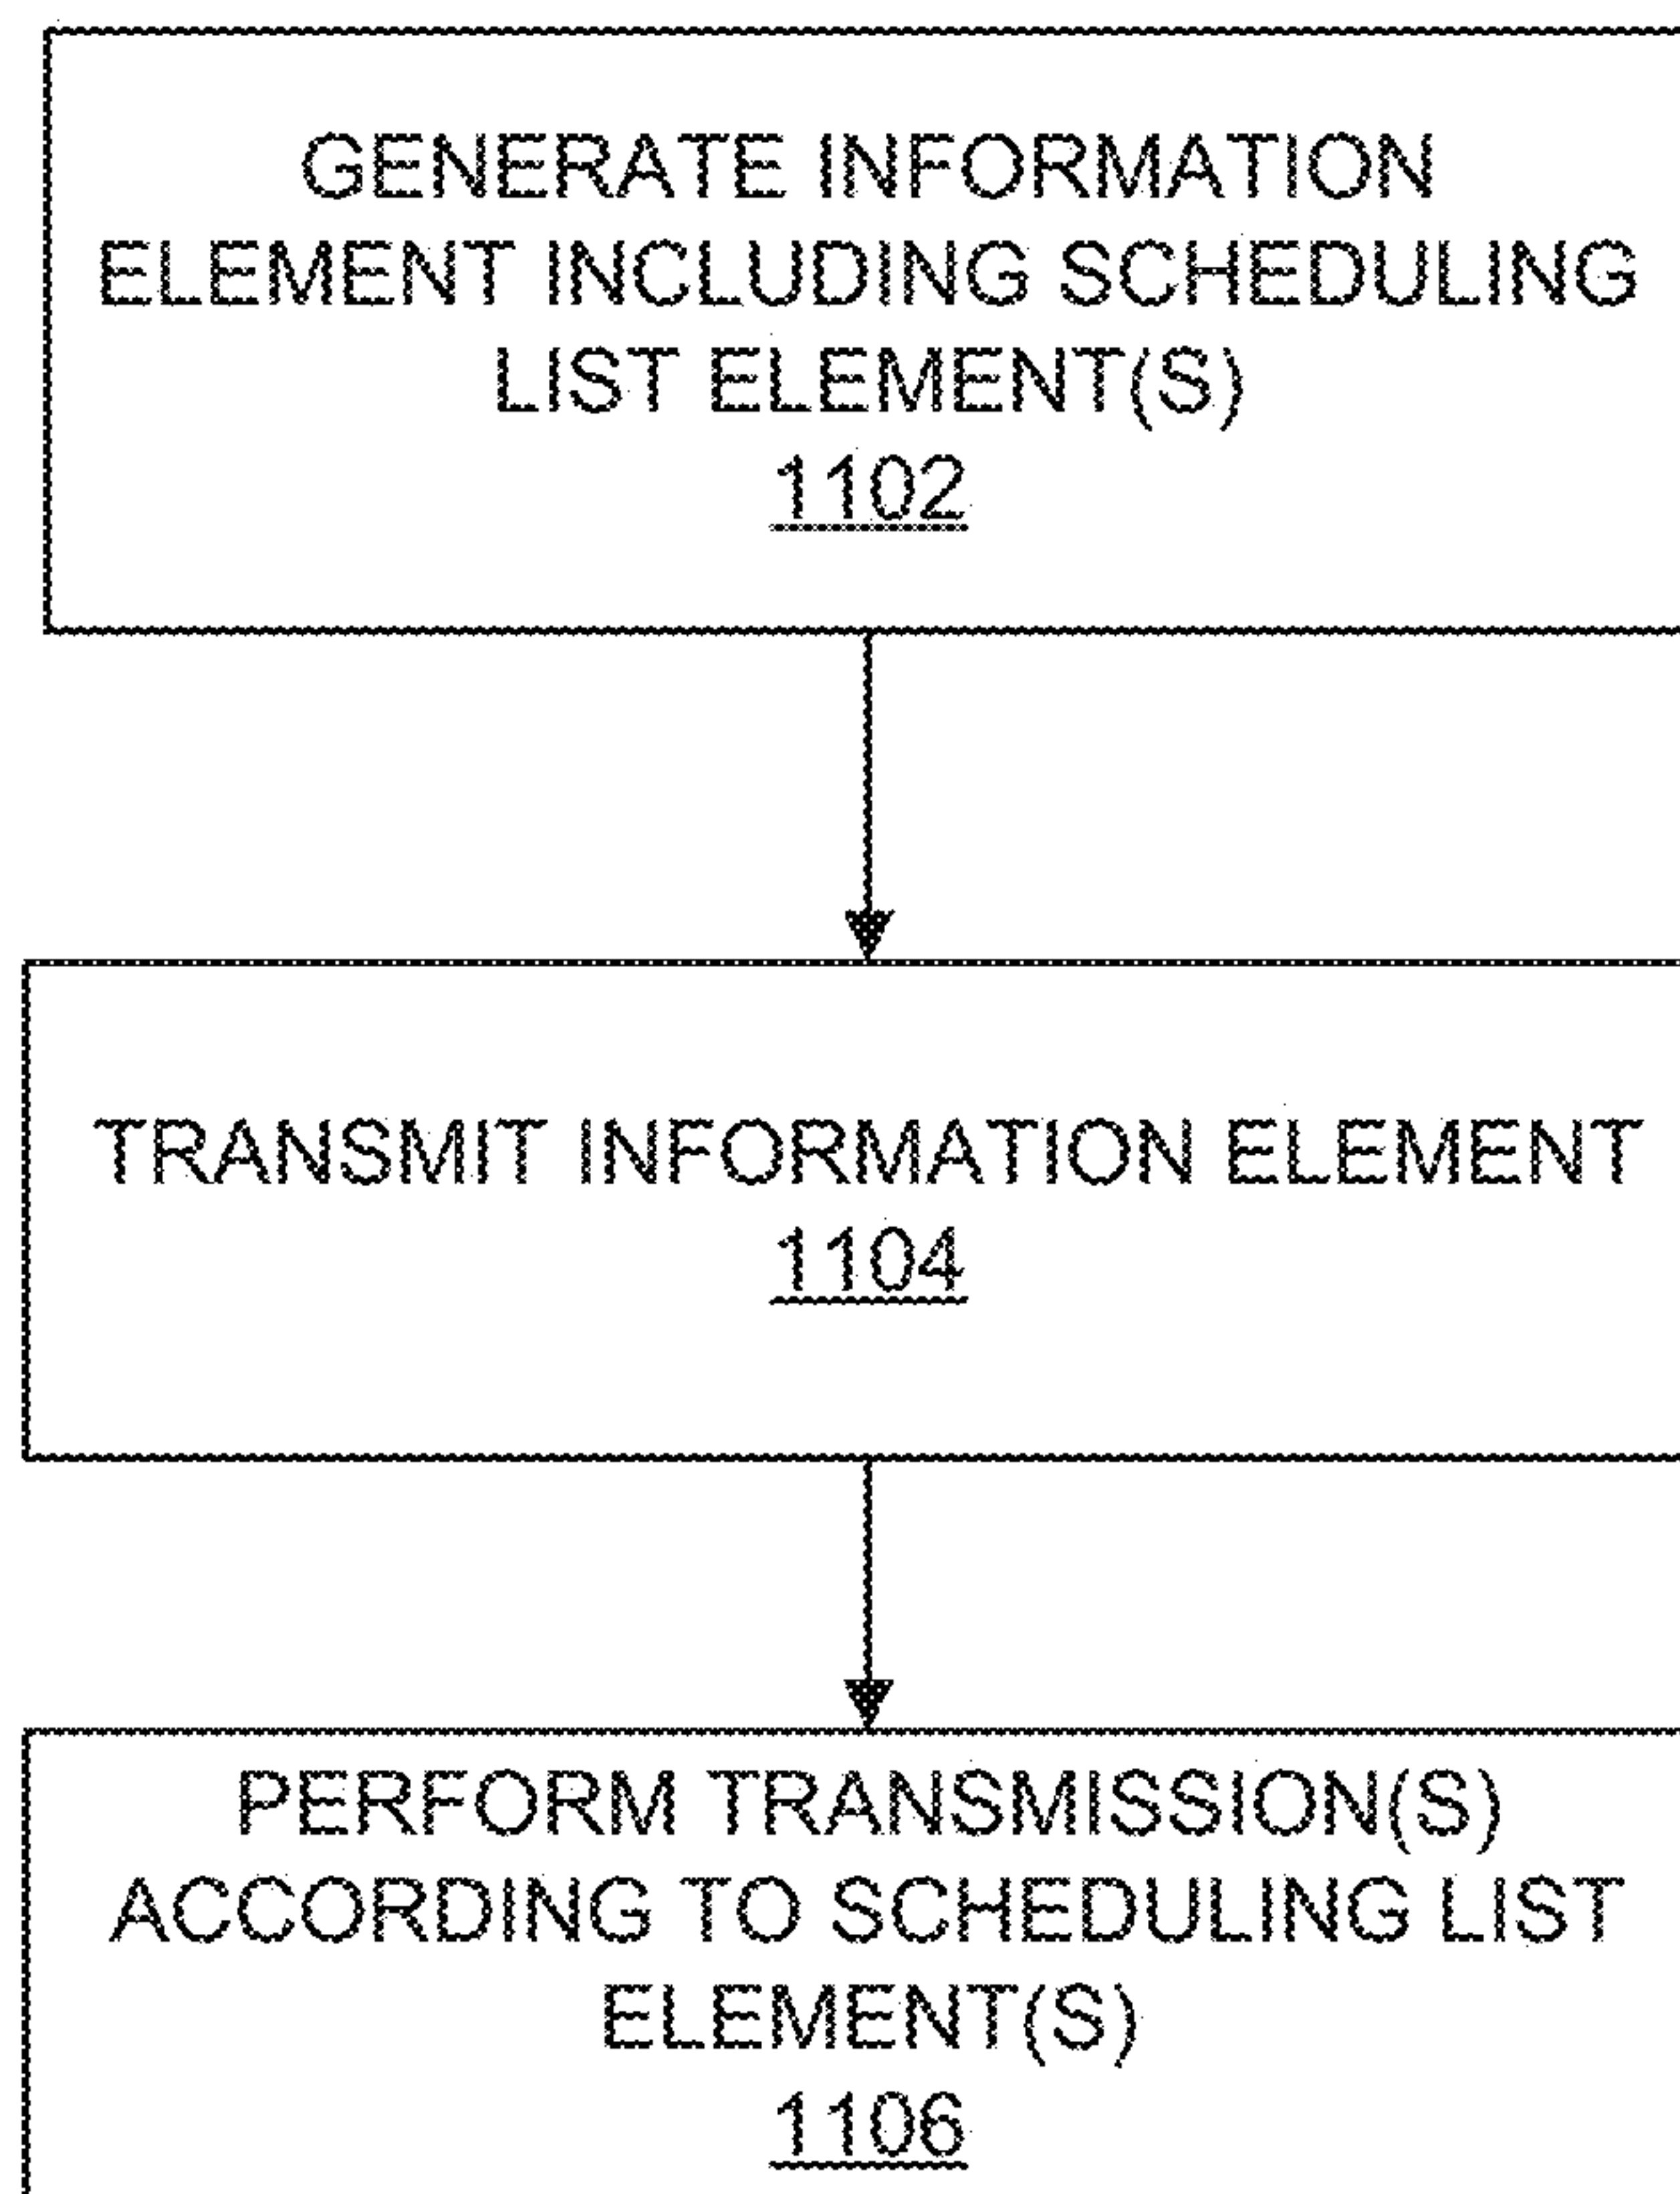 GENERATE INFORMATION
ELEMENT INCLUDING SCHEDULING
LIST ELEMENT(S)
1102
TRANSMIT INFORMATION ELEMENT
1104
PERFORM TRANSMISSION(S)
ACCORDING TO SCHEDULING LIST
ELEMENT(S)
1106